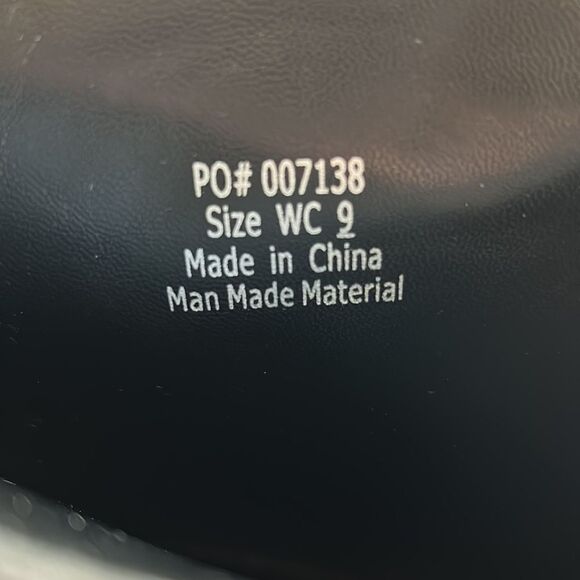 PO# 007138
Size WC 9
Made in China
Man Made Material